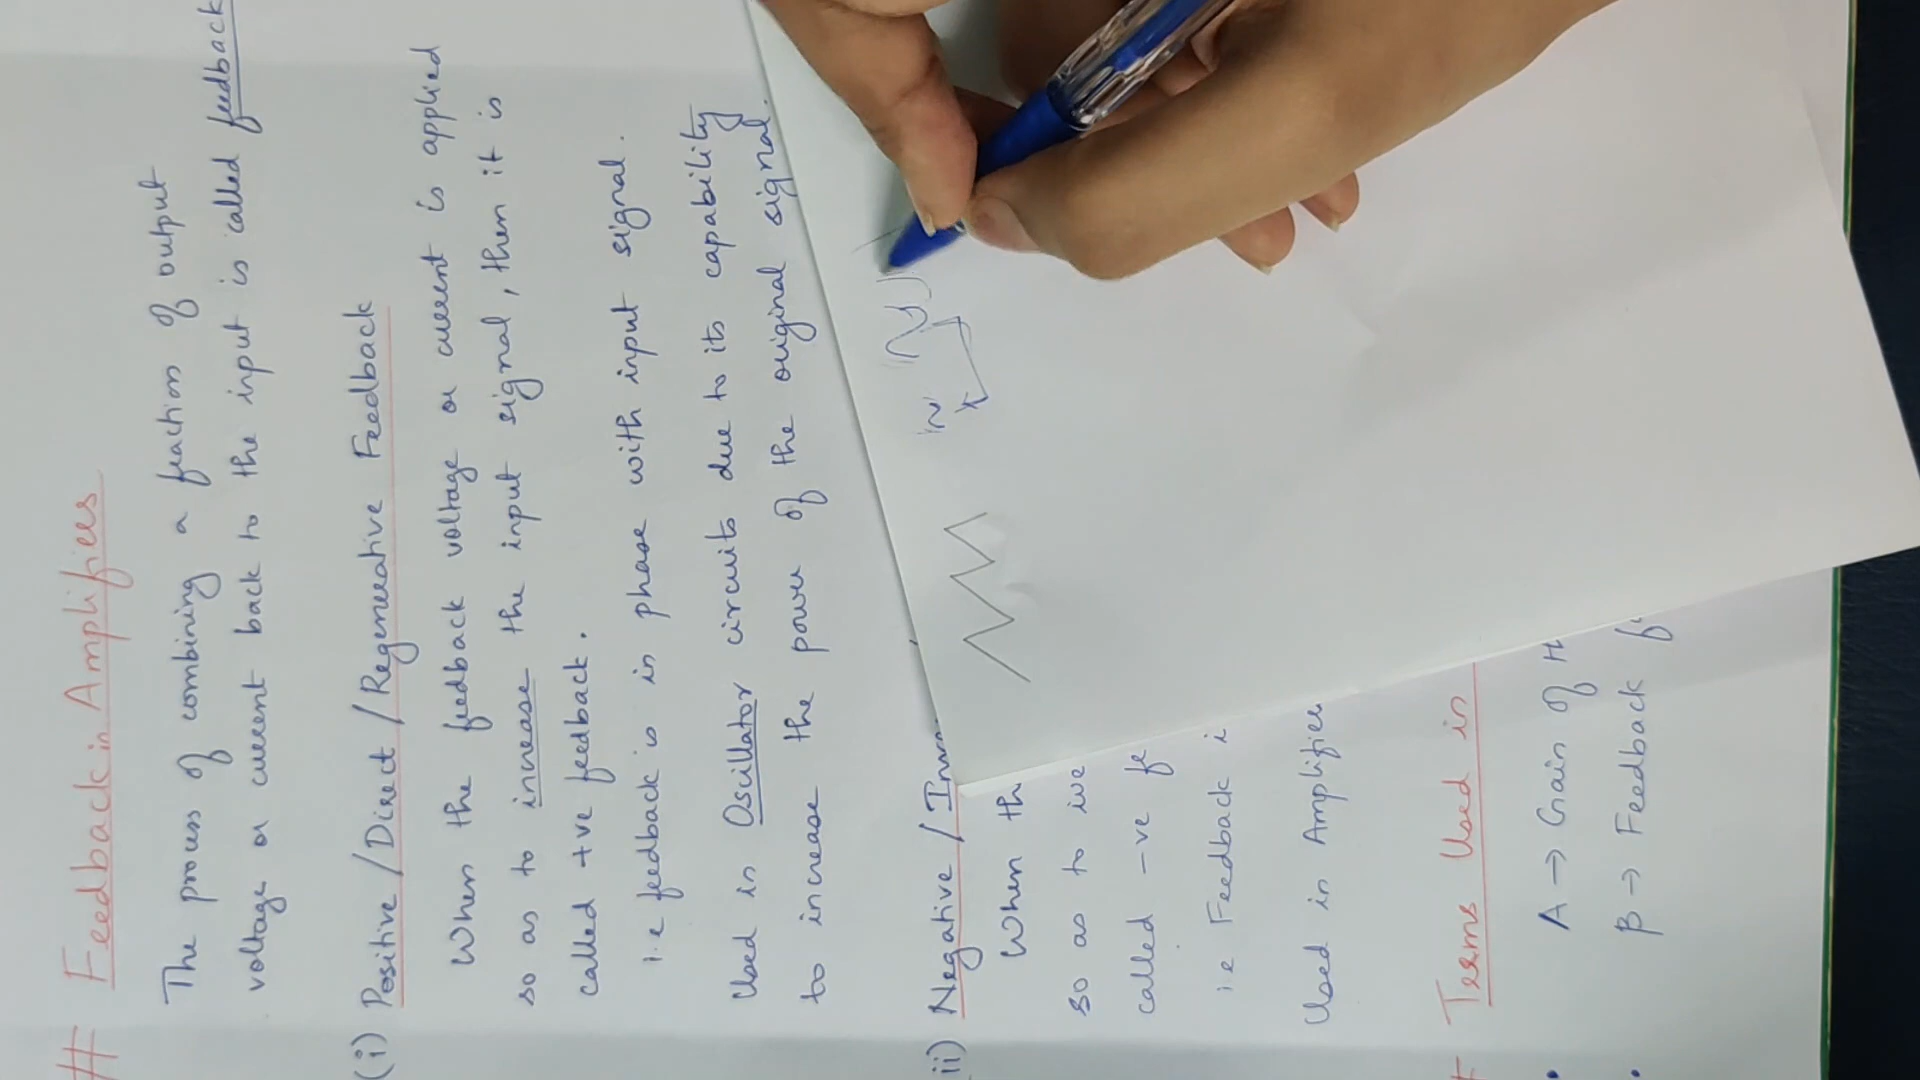 # Feedback in Amplifiers
The process of combining a fraction of output
voltage or current back to the input is called feedback
(i) Positive / Direct / Regenerative Feedback
When the feedback voltage or current is applied
so as to increase the input signal, then it is
called +ve feedback.
i.e feedback is in phase with input signal.
Used in Oscillator circuits due to its capability
to increase the power of the original signal.
ii) Negative /
When th
so as to
called -ve fe
i.e Feedback i
Used in Amplifier
Terms Used in
• A → Gain of
• β → Feedback